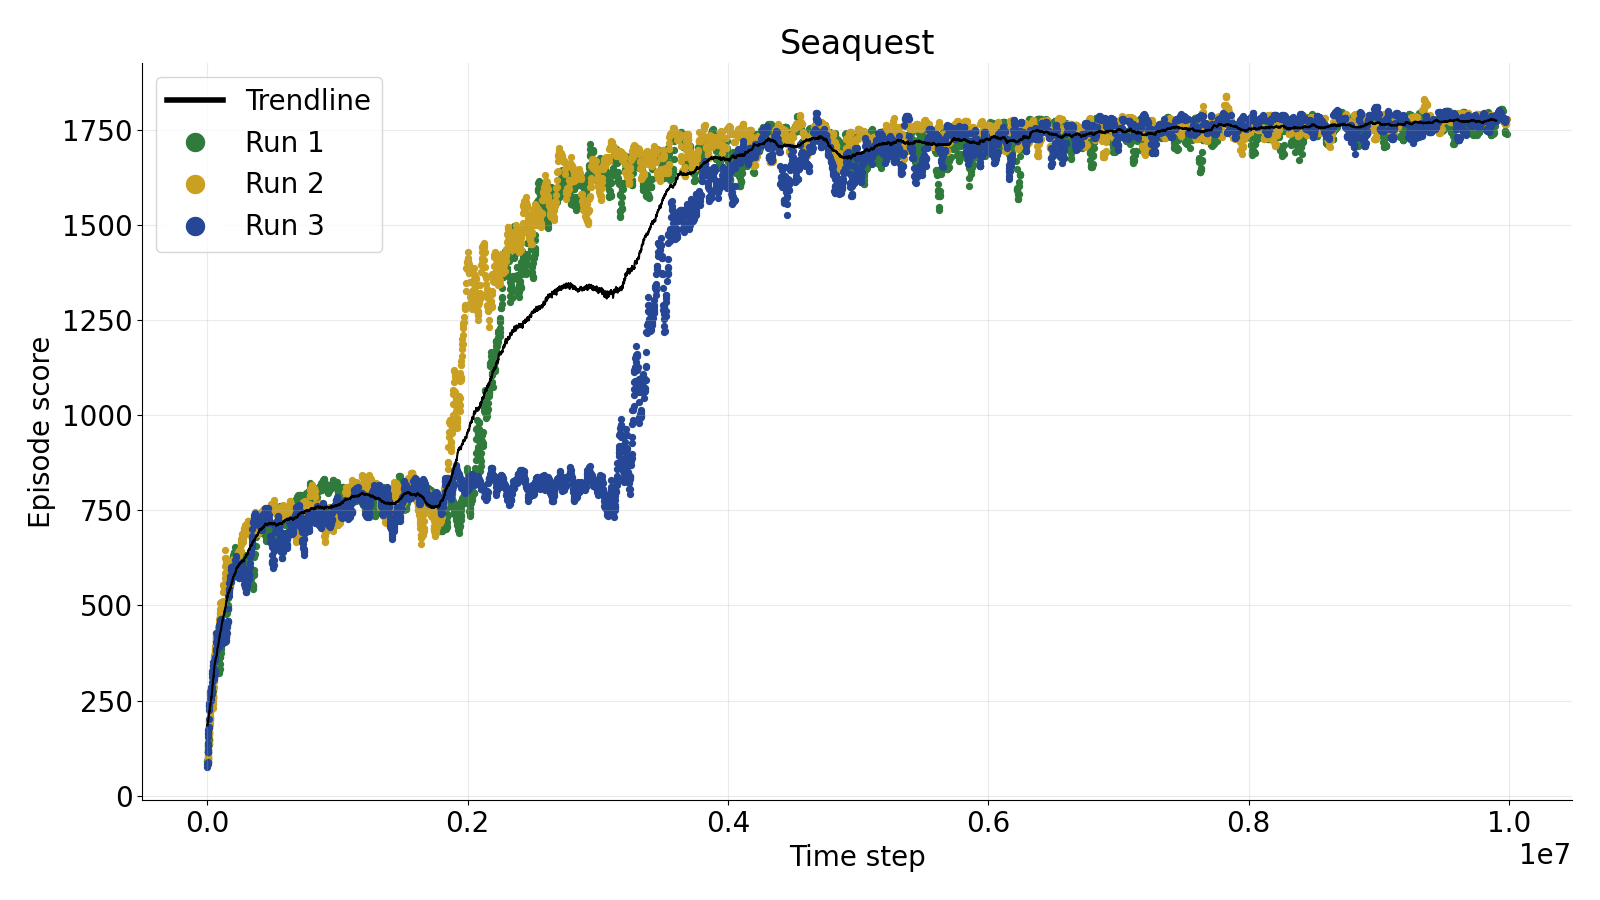 Seaquest
Trendline
Run 1
Run 2
Run 3
Episode score
1750
1500
1250
1000
750
500
250
0
0.0 0.2 0.4 0.6 0.8 1.0
1e7
Time step